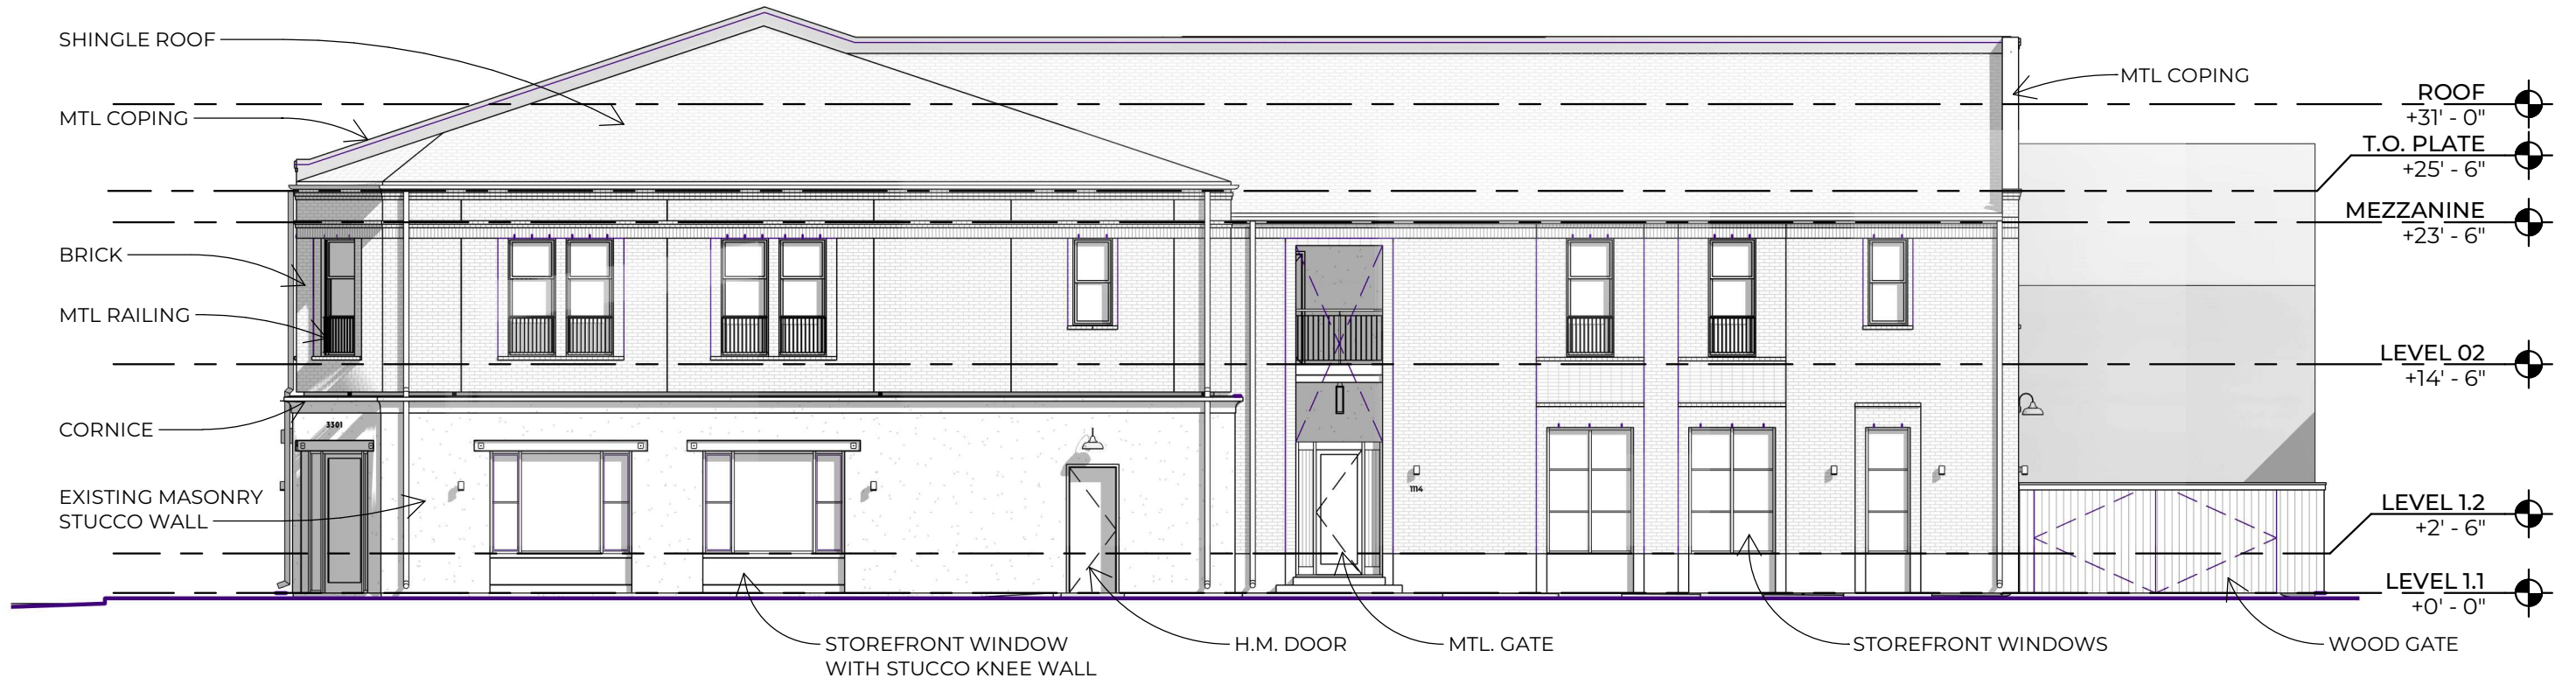 SHINGLE ROOF
MTL COPING
BRICK
MTL RAILING
CORNICE
EXISTING MASONRY
STUCCO WALL
3301
STOREFRONT WINDOW
WITH STUCCO KNEE WALL
H.M. DOOR
MTL. GATE
1114
STOREFRONT WINDOWS
WOOD GATE
MTL COPING
ROOF
+31' - 0"
T.O. PLATE
+25' - 6"
MEZZANINE
+23' - 6"
LEVEL 02
+14' - 6"
LEVEL 1.2
+2' - 6"
LEVEL 1.1
+0' - 0"